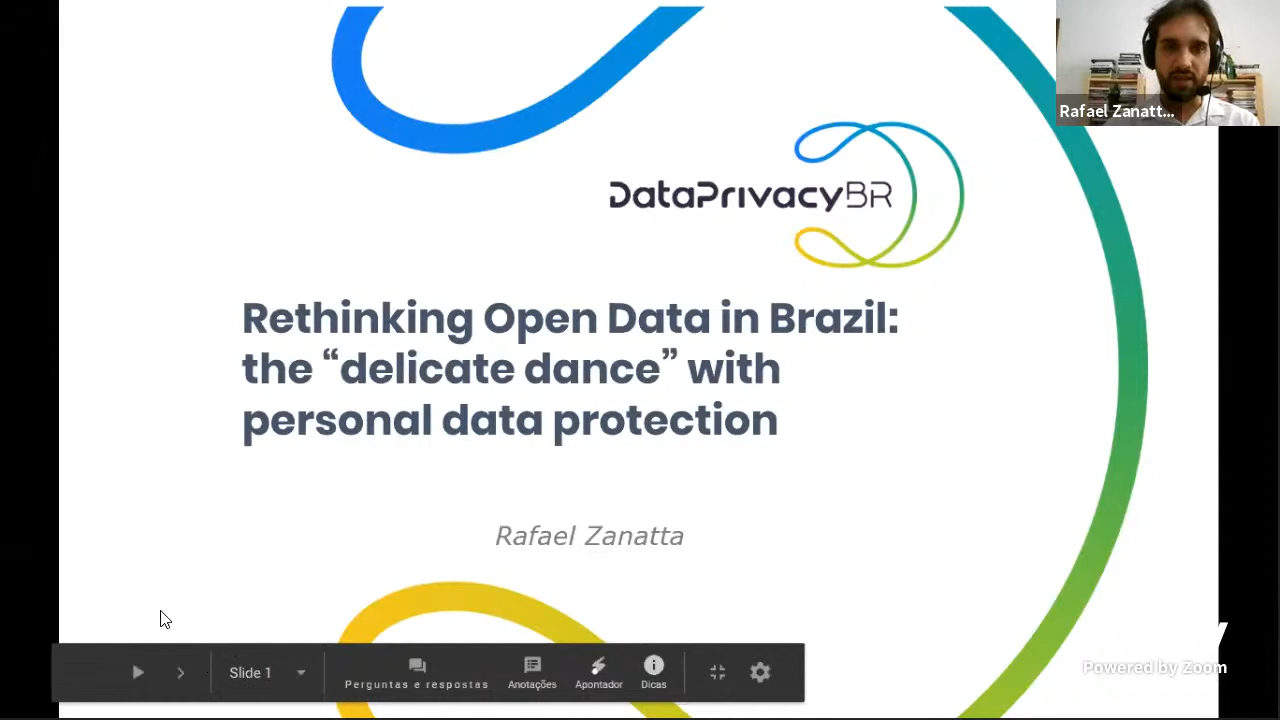 Rafael Zanatt...
DataPrivacyBR
Rethinking Open Data in Brazil:
the “delicate dance” with
personal data protection
Rafael Zanatta
Slide 1
Perguntas e respostas
Anotações
Apontador
Dicas
Powered by Zoom